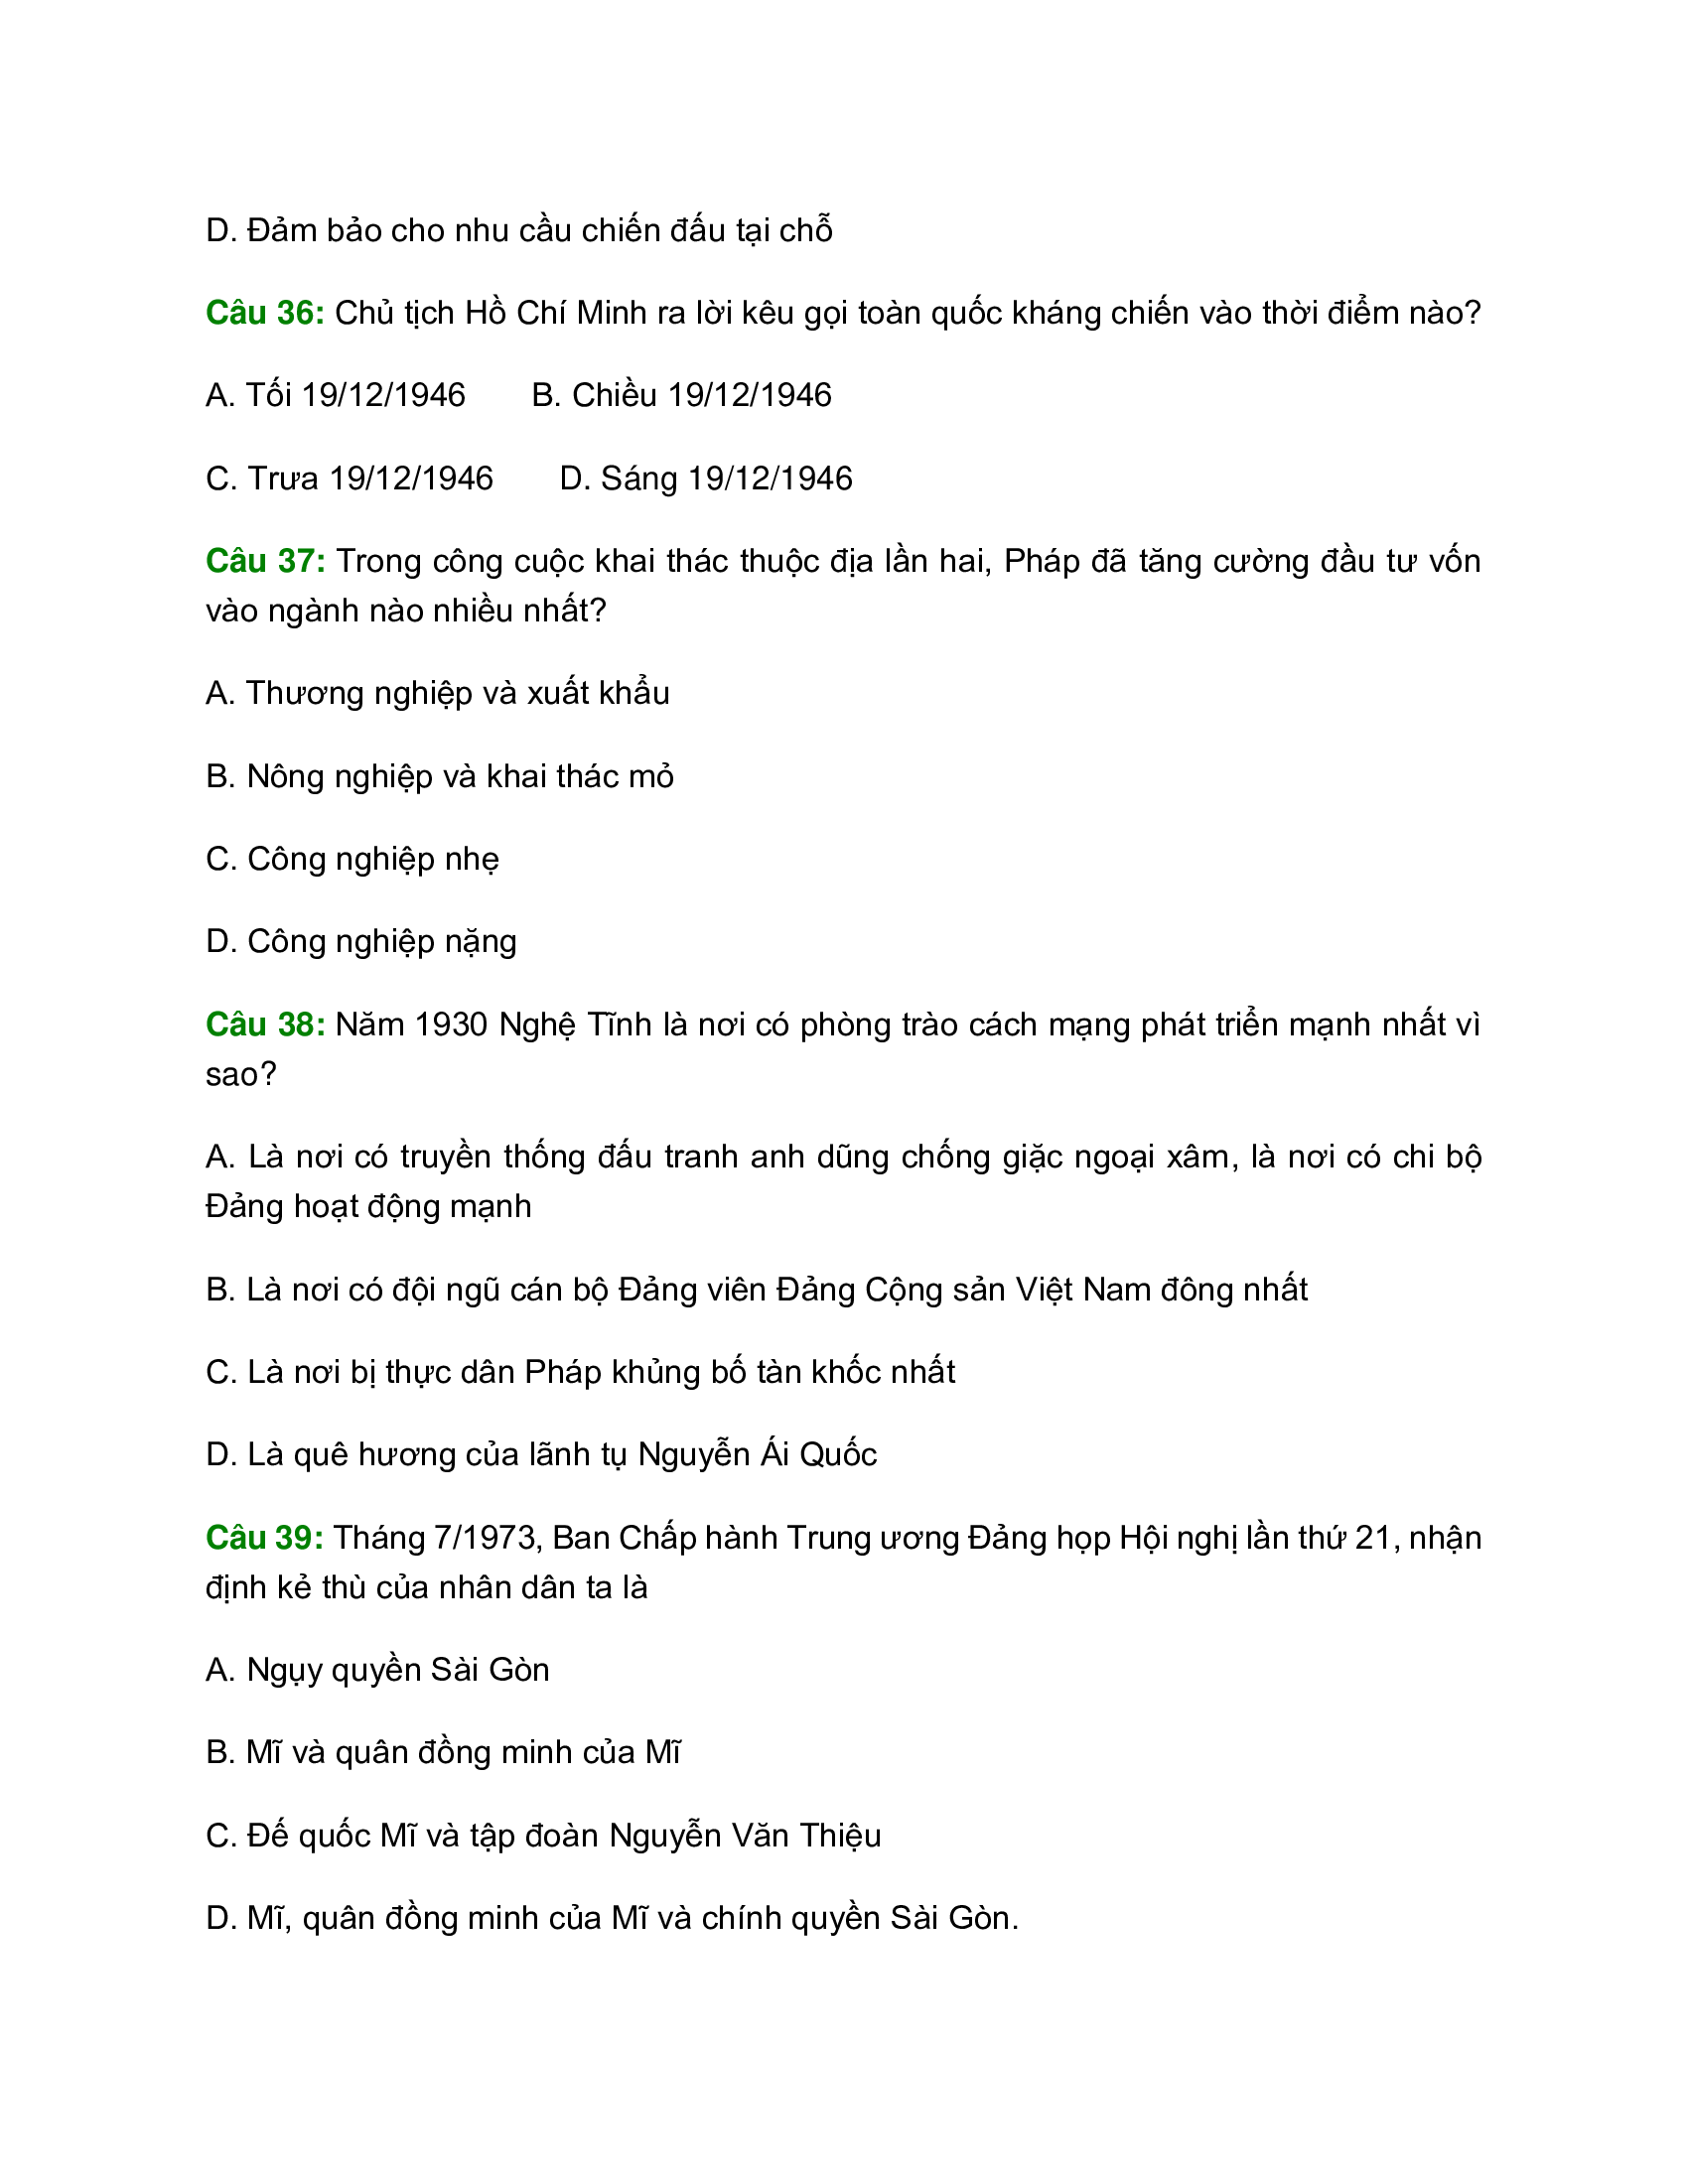 D. Đảm bảo cho nhu cầu chiến đấu tại chỗ
Câu 36: Chủ tịch Hồ Chí Minh ra lời kêu gọi toàn quốc kháng chiến vào thời điểm nào?
A. Tối 19/12/1946 B. Chiều 19/12/1946
C. Trưa 19/12/1946 D. Sáng 19/12/1946
Câu 37: Trong công cuộc khai thác thuộc địa lần hai, Pháp đã tăng cường đầu tư vốn
vào ngành nào nhiều nhất?
A. Thương nghiệp và xuất khẩu
B. Nông nghiệp và khai thác mỏ
C. Công nghiệp nhẹ
D. Công nghiệp nặng
Câu 38: Năm 1930 Nghệ Tĩnh là nơi có phòng trào cách mạng phát triển mạnh nhất vì
sao?
A. Là nơi có truyền thống đấu tranh anh dũng chống giặc ngoại xâm, là nơi có chi bộ
Đảng hoạt động mạnh
B. Là nơi có đội ngũ cán bộ Đảng viên Đảng Cộng sản Việt Nam đông nhất
C. Là nơi bị thực dân Pháp khủng bố tàn khốc nhất
D. Là quê hương của lãnh tụ Nguyễn Ái Quốc
Câu 39: Tháng 7/1973, Ban Chấp hành Trung ương Đảng họp Hội nghị lần thứ 21, nhận
định kẻ thù của nhân dân ta là
A. Ngụy quyền Sài Gòn
B. Mĩ và quân đồng minh của Mĩ
C. Đế quốc Mĩ và tập đoàn Nguyễn Văn Thiệu
D. Mĩ, quân đồng minh của Mĩ và chính quyền Sài Gòn.